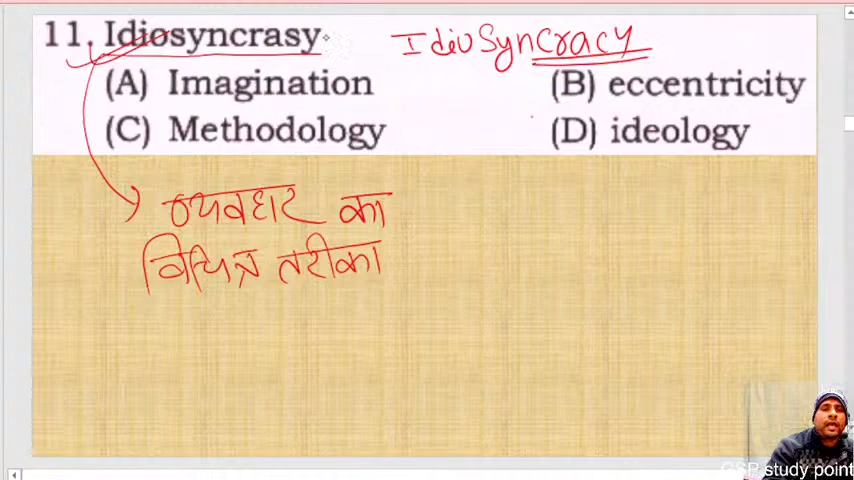 11. Idiosyncrasy
IdioSyncracy
(A) Imagination
(B) eccentricity
(C) Methodology
(D) ideology
व्यवहार का
विचित्र तरीका
GSP study point